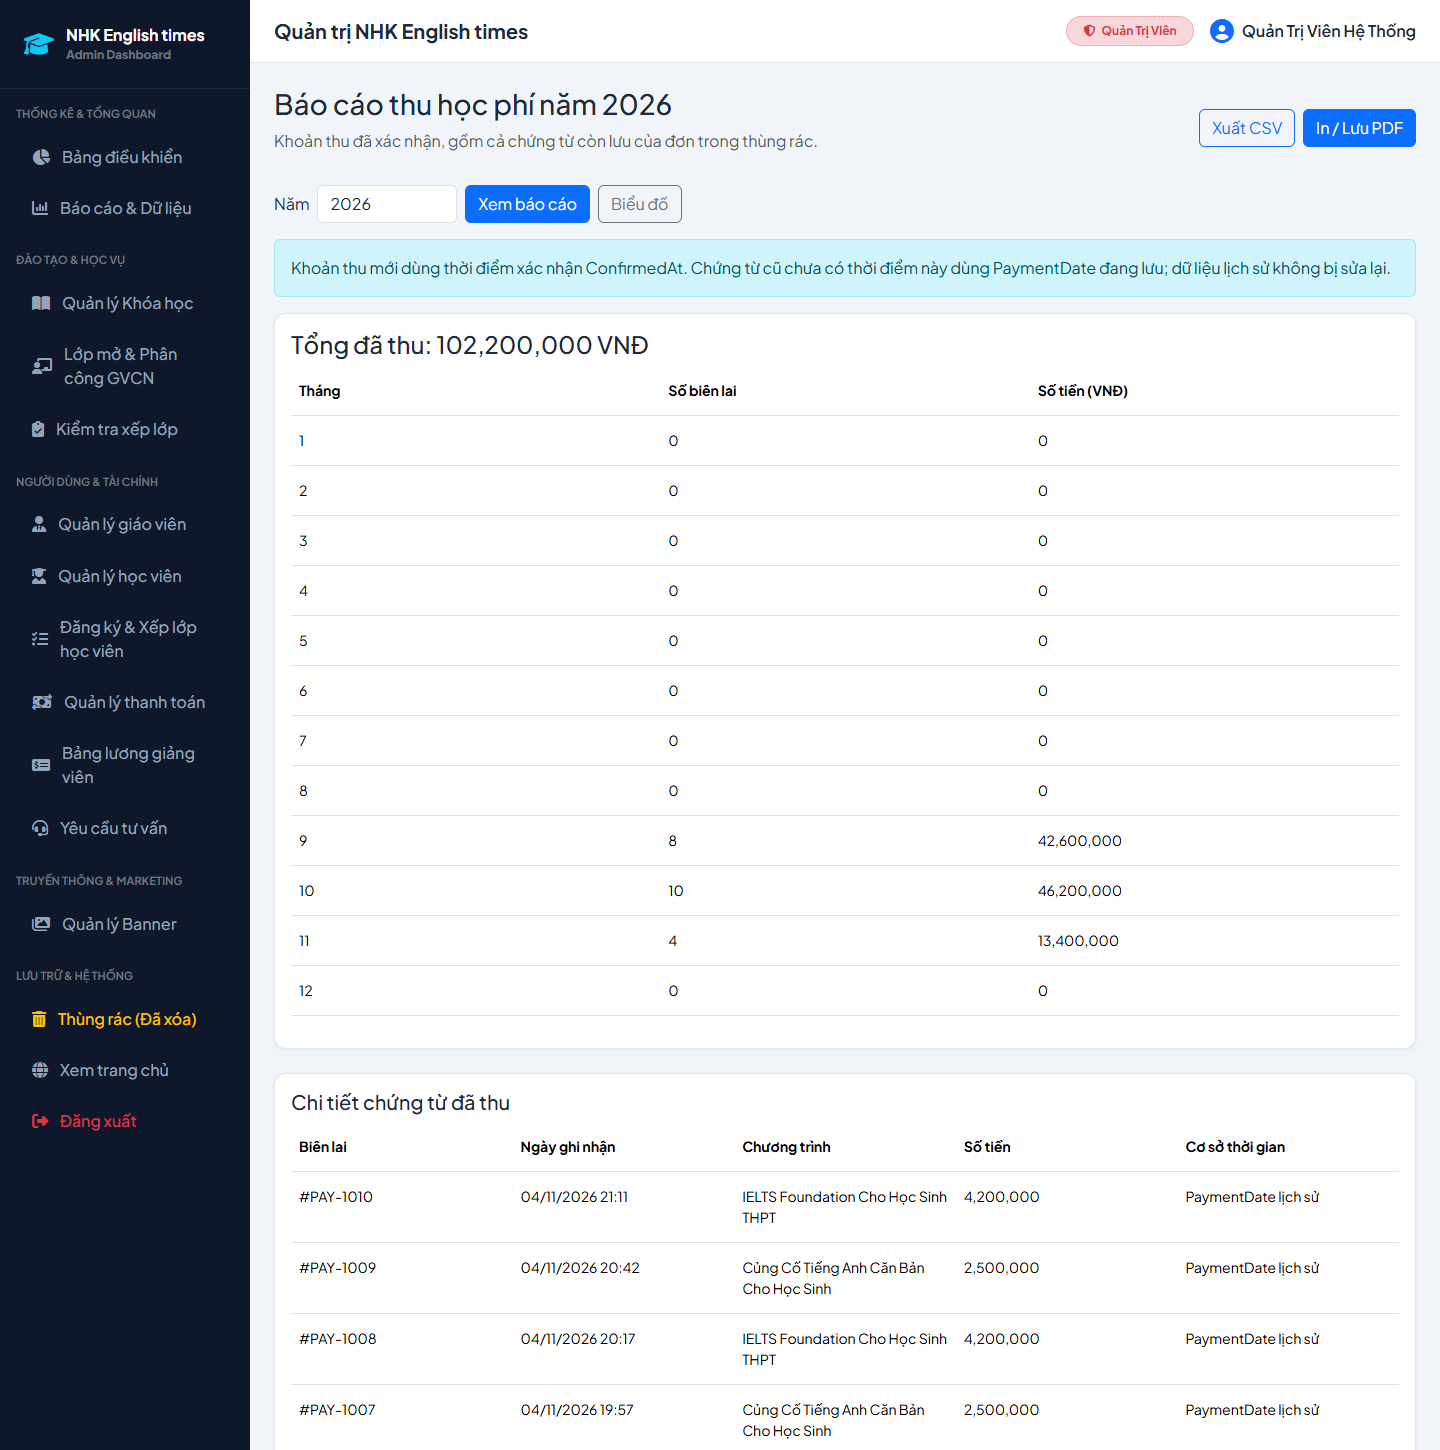 NHK English times
Admin Dashboard
THỐNG KÊ & TỔNG QUAN
Bảng điều khiển
Báo cáo & Dữ liệu
ĐÀO TẠO & HỌC VỤ
Quản lý Khóa học
Lớp mở & Phân
công GVCN
Kiểm tra xếp lớp
NGƯỜI DÙNG & TÀI CHÍNH
Quản lý giáo viên
Quản lý học viên
Đăng ký & Xếp lớp
học viên
Quản lý thanh toán
Bảng lương giảng
viên
Yêu cầu tư vấn
TRUYỀN THÔNG & MARKETING
Quản lý Banner
LƯU TRỮ & HỆ THỐNG
Thùng rác (Đã xóa)
Xem trang chủ
Đăng xuất
Quản trị NHK English times
Quản Trị Viên
Quản Trị Viên Hệ Thống
Báo cáo thu học phí năm 2026
Khoản thu đã xác nhận, gồm cả chứng từ còn lưu của đơn trong thùng rác.
Xuất CSV
In / Lưu PDF
Năm 2026 Xem báo cáo Biểu đồ
Khoản thu mới dùng thời điểm xác nhận ConfirmedAt. Chứng từ cũ chưa có thời điểm này dùng PaymentDate đang lưu; dữ liệu lịch sử không bị sửa lại.
Tổng đã thu: 102,200,000 VNĐ
Tháng Số biên lai Số tiền (VNĐ)
1 0 0
2 0 0
3 0 0
4 0 0
5 0 0
6 0 0
7 0 0
8 0 0
9 8 42,600,000
10 10 46,200,000
11 4 13,400,000
12 0 0
Chi tiết chứng từ đã thu
Biên lai Ngày ghi nhận Chương trình Số tiền Cơ sở thời gian
#PAY-1010 04/11/2026 21:11 IELTS Foundation Cho Học Sinh 4,200,000 PaymentDate lịch sử
THPT
#PAY-1009 04/11/2026 20:42 Củng Cố Tiếng Anh Căn Bản 2,500,000 PaymentDate lịch sử
Cho Học Sinh
#PAY-1008 04/11/2026 20:17 IELTS Foundation Cho Học Sinh 4,200,000 PaymentDate lịch sử
THPT
#PAY-1007 04/11/2026 19:57 Củng Cố Tiếng Anh Căn Bản 2,500,000 PaymentDate lịch sử
Cho Học Sinh